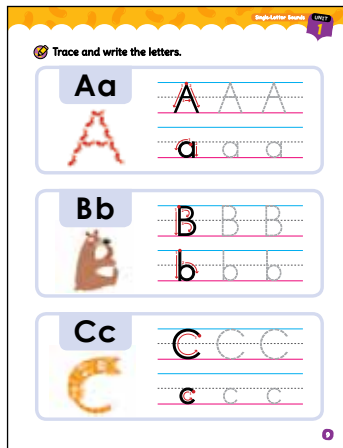 Single-Letter Sounds
UNIT
1
Trace and write the letters.
Aa
A A A
a a a
Bb
B B B
b b b
Cc
C C C
c c c
9